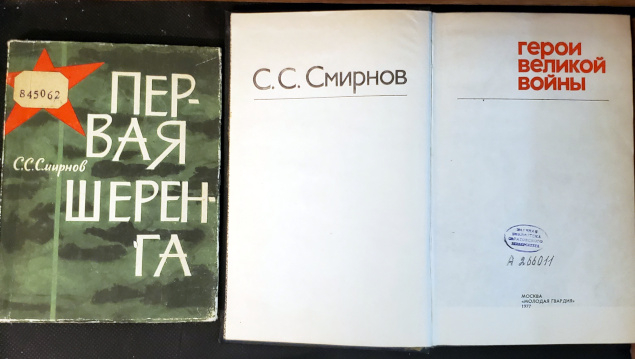 845062
ПЕР-
ВАЯ
С.С.Смирнов
ШЕРЕН-
ГА
С. С. Смирнов
герои
великой
войны
А 266011
МОСКВА
«МОЛОДАЯ ГВАРДИЯ»
1977